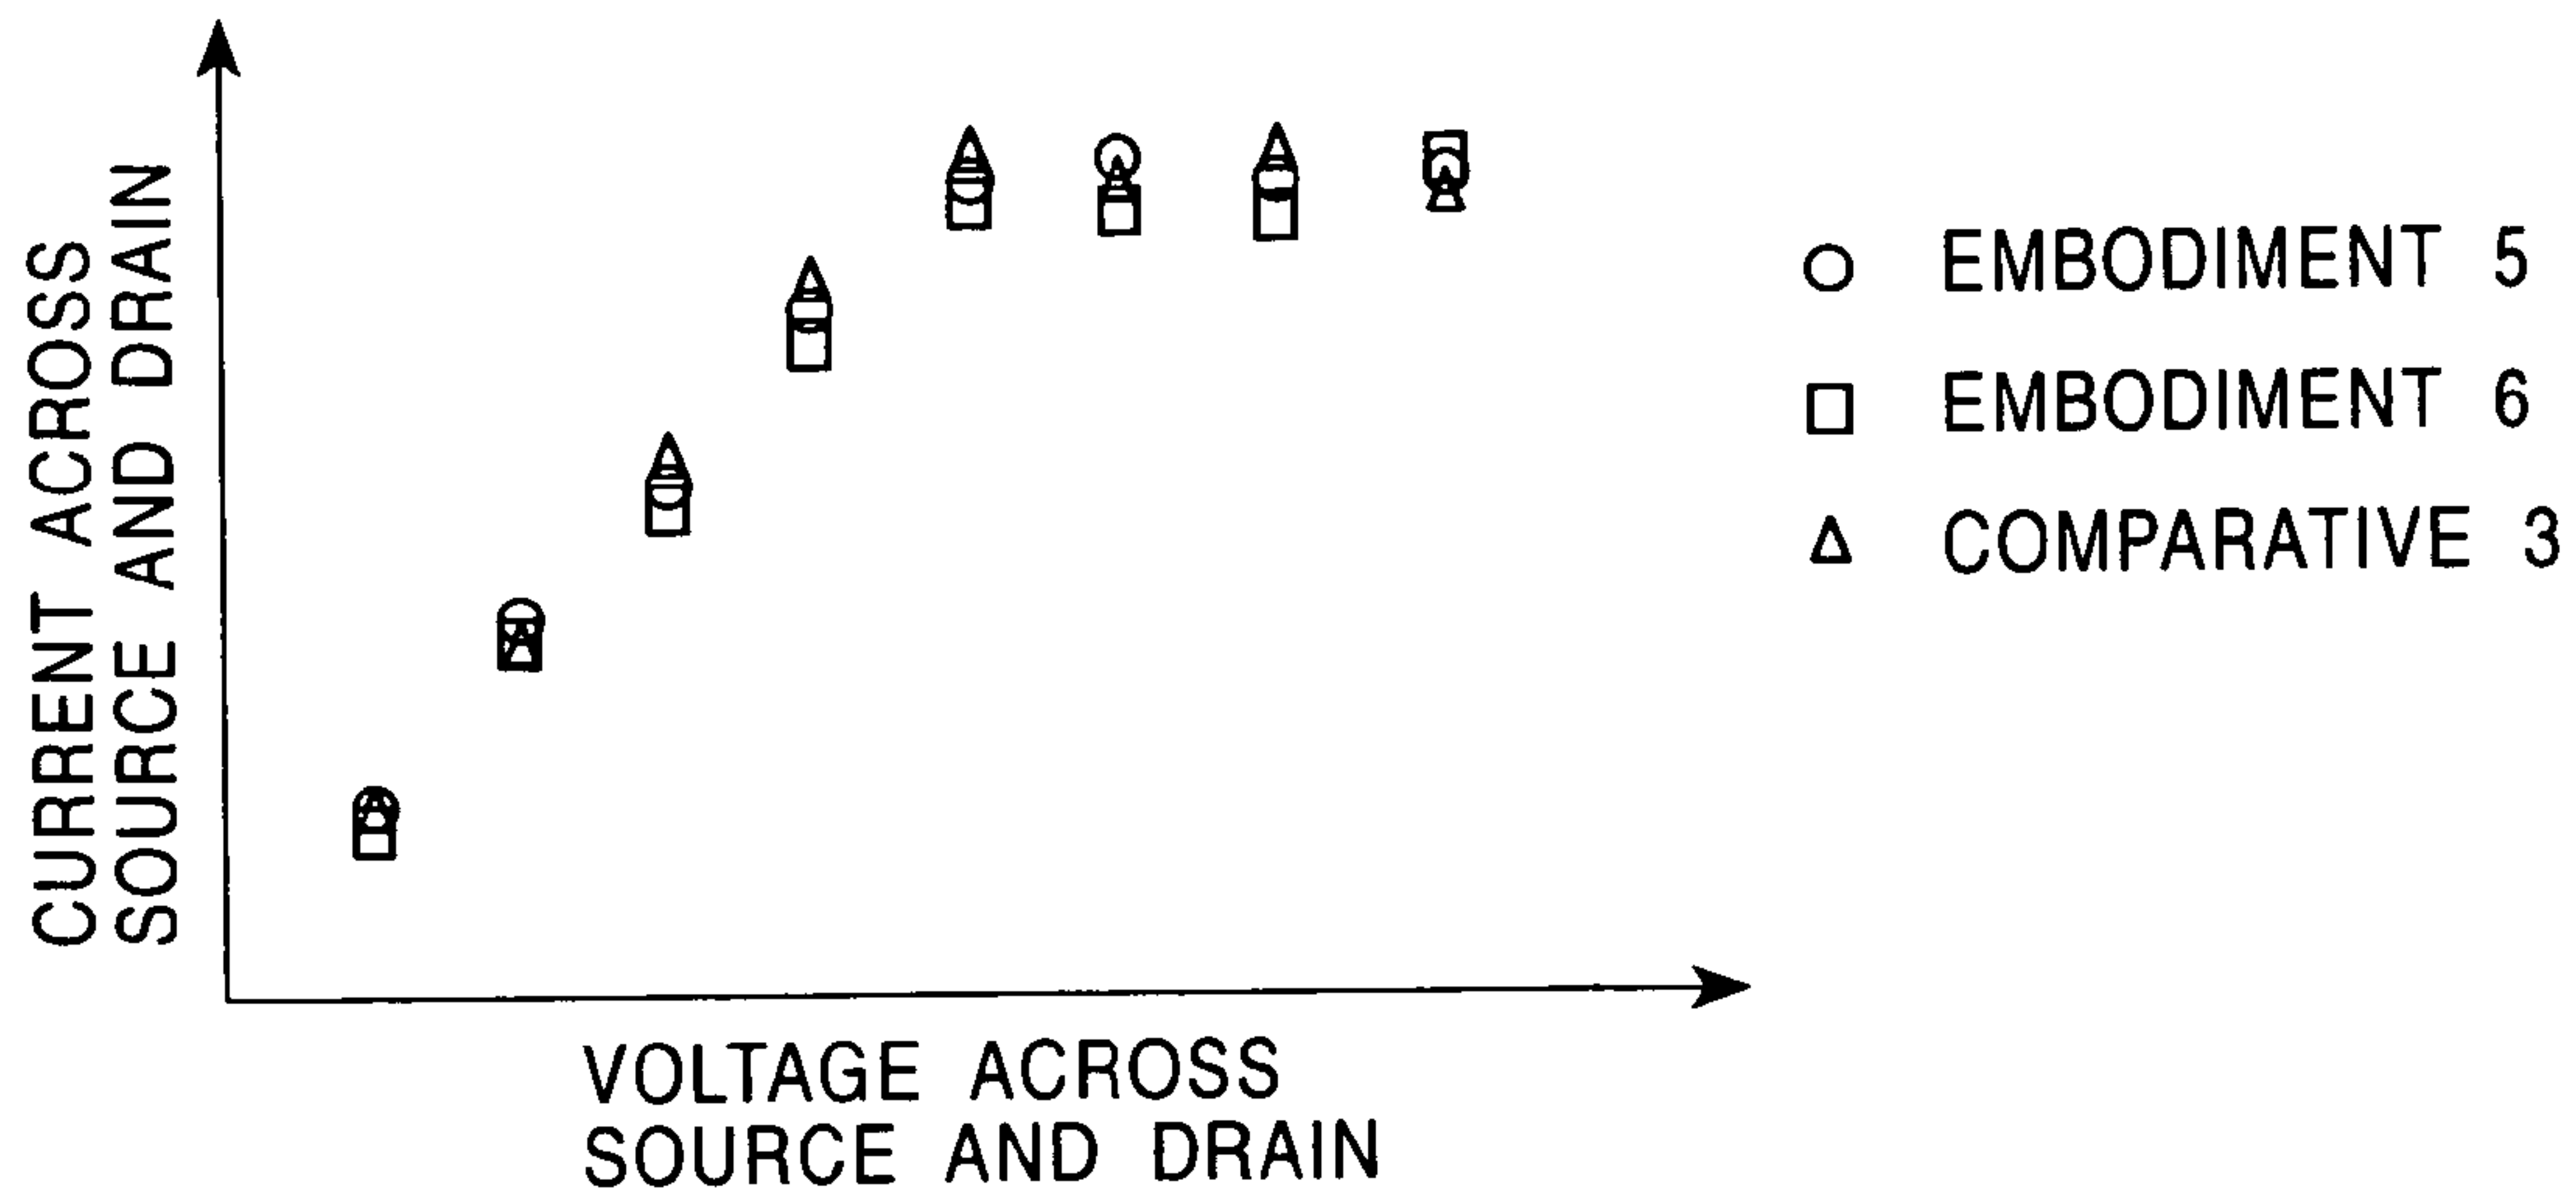 CURRENT ACROSS
SOURCE AND DRAIN
EMBODIMENT 5
EMBODIMENT 6
COMPARATIVE 3
VOLTAGE ACROSS
SOURCE AND DRAIN